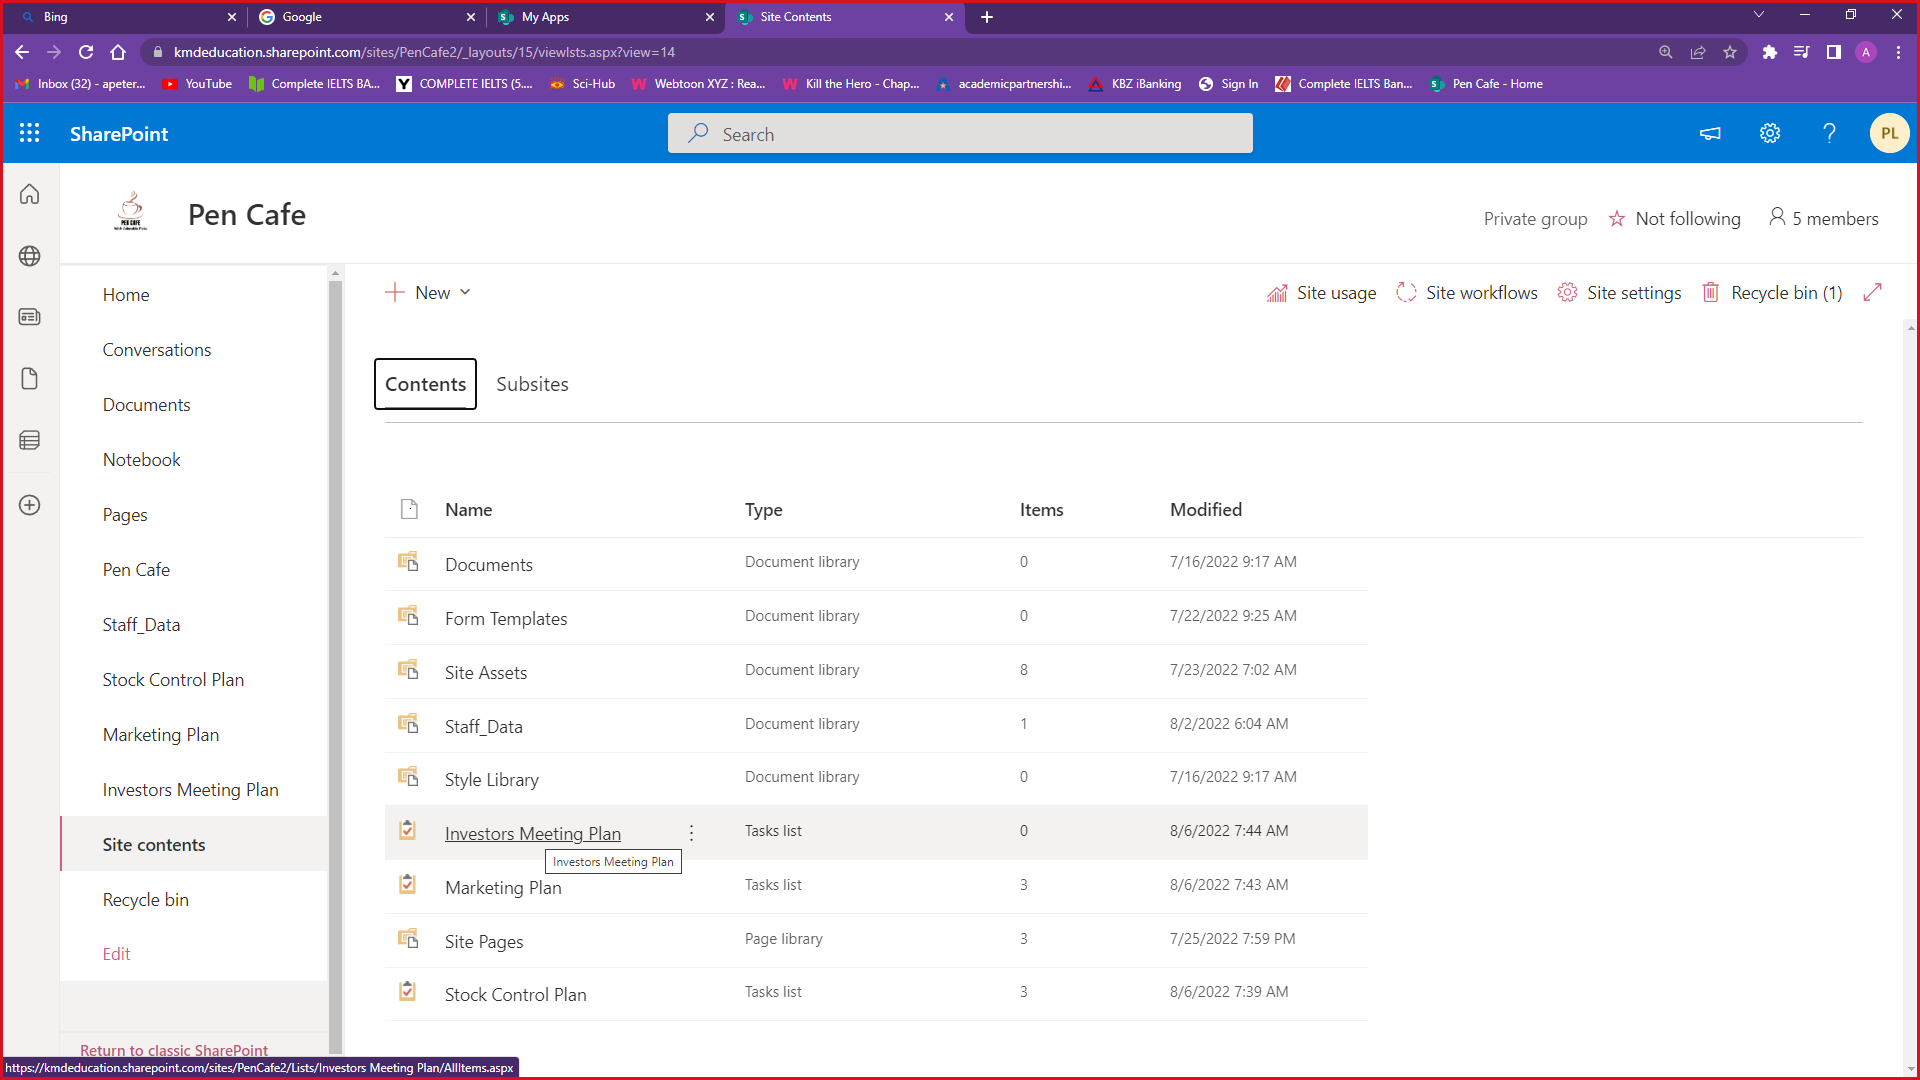 Bing
Google
My Apps
Site Contents
kmdeducation.sharepoint.com/sites/PenCafe2/_layouts/15/viewlsts.aspx?view=14
A
Inbox (32) - apeter...
YouTube
Complete IELTS BA...
COMPLETE IELTS (5....
Sci-Hub
Webtoon XYZ : Rea...
Kill the Hero - Chap...
academicpartnershi...
KBZ iBanking
Sign In
Complete IELTS Ban...
Pen Cafe - Home
SharePoint
Search
PL
PEN CAFE
Pen Cafe
Private group
Not following
5 members
Home
Conversations
Documents
Notebook
Pages
Pen Cafe
Staff_Data
Stock Control Plan
Marketing Plan
Investors Meeting Plan
Site contents
Recycle bin
Edit
Return to classic SharePoint
New
Site usage
Site workflows
Site settings
Recycle bin (1)
Contents
Subsites
Name Type Items Modified
Documents Document library 0 7/16/2022 9:17 AM
Form Templates Document library 0 7/22/2022 9:25 AM
Site Assets Document library 8 7/23/2022 7:02 AM
Staff_Data Document library 1 8/2/2022 6:04 AM
Style Library Document library 0 7/16/2022 9:17 AM
Investors Meeting Plan Tasks list 0 8/6/2022 7:44 AM
Investors Meeting Plan
Marketing Plan Tasks list 3 8/6/2022 7:43 AM
Site Pages Page library 3 7/25/2022 7:59 PM
Stock Control Plan Tasks list 3 8/6/2022 7:39 AM
https://kmdeducation.sharepoint.com/sites/PenCafe2/Lists/Investors Meeting Plan/AllItems.aspx